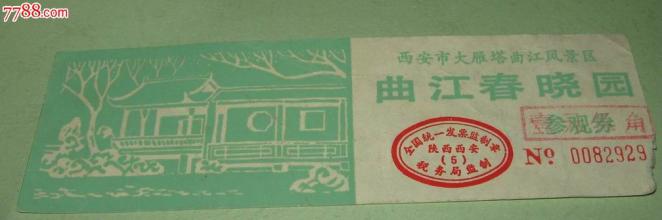 7788.com
西安市大雁塔曲江风景区
曲江春晓园
参观券
角
全国统一发票监制章
陕西西安
(5)
税务局监制
No 0082929